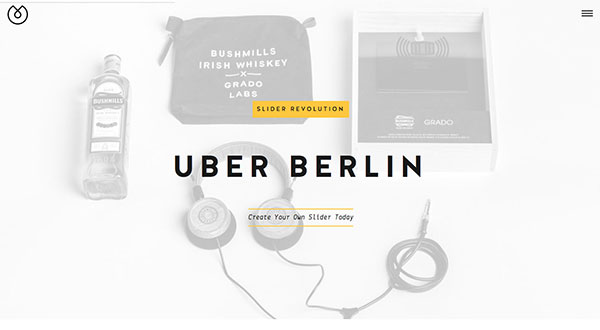 BUSHMILLS
IRISH WHISKEY
X
GRADO
LABS
BUSHMILLS
GRADO
SLIDER REVOLUTION
UBER BERLIN
Create Your Own Slider Today